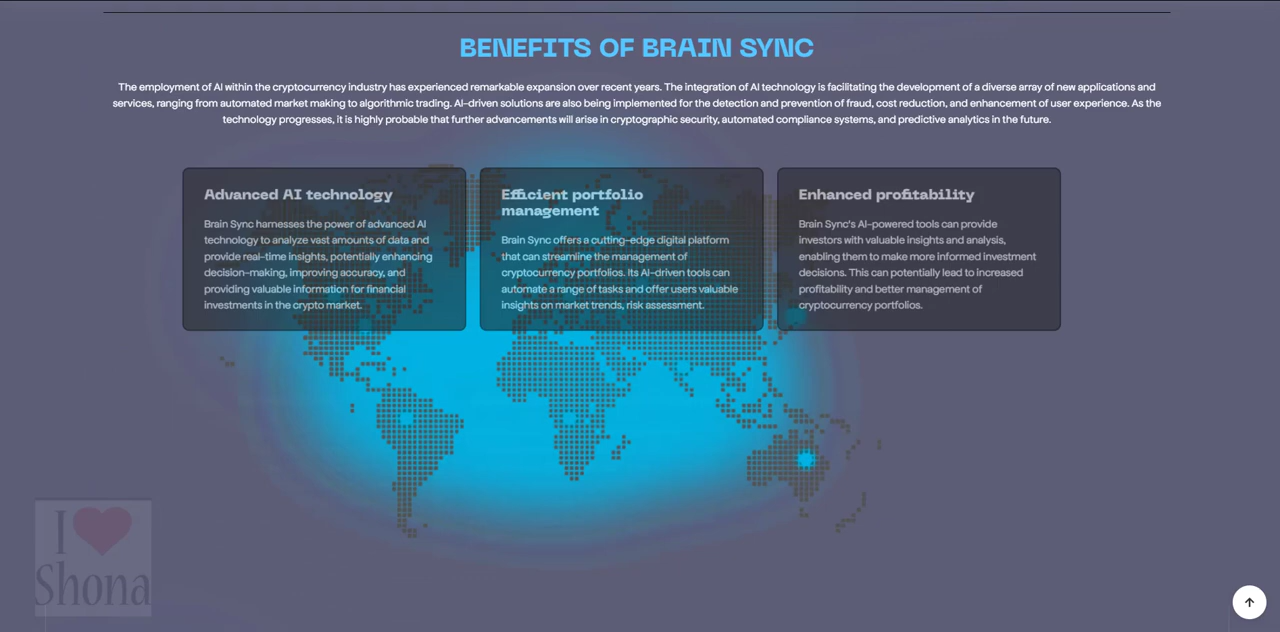 BENEFITS OF BRAIN SYNC
The employment of AI within the cryptocurrency industry has experienced remarkable expansion over recent years. The integration of AI technology is facilitating the development of a diverse array of new applications and
services, ranging from automated market making to algorithmic trading. AI-driven solutions are also being implemented for the detection and prevention of fraud, cost reduction, and enhancement of user experience. As the
technology progresses, it is highly probable that further advancements will arise in cryptographic security, automated compliance systems, and predictive analytics in the future.
Advanced AI technology
Brain Sync harnesses the power of advanced AI
technology to analyze vast amounts of data and
provide real-time insights, potentially enhancing
decision-making, improving accuracy, and
providing valuable information for financial
investments in the crypto market.
Efficient portfolio
management
Brain Sync offers a cutting-edge digital platform
that can streamline the management of
cryptocurrency portfolios. Its AI-driven tools can
automate a range of tasks and offer users valuable
insights on market trends, risk assessment.
Enhanced profitability
Brain Sync's AI-powered tools can provide
investors with valuable insights and analysis,
enabling them to make more informed investment
decisions. This can potentially lead to increased
profitability and better management of
cryptocurrency portfolios.
I
Shona